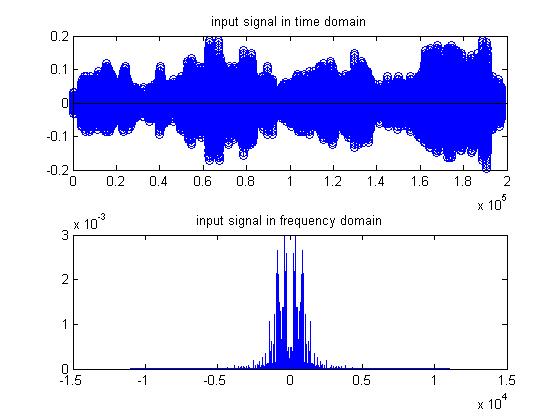 input signal in time domain
0.2
0.1
0
-0.1
-0.2
0 0.2 0.4 0.6 0.8 1 1.2 1.4 1.6 1.8 2
x 10^5
input signal in frequency domain
x 10^-3
3
2
1
0
-1.5 -1 -0.5 0 0.5 1 1.5
x 10^4